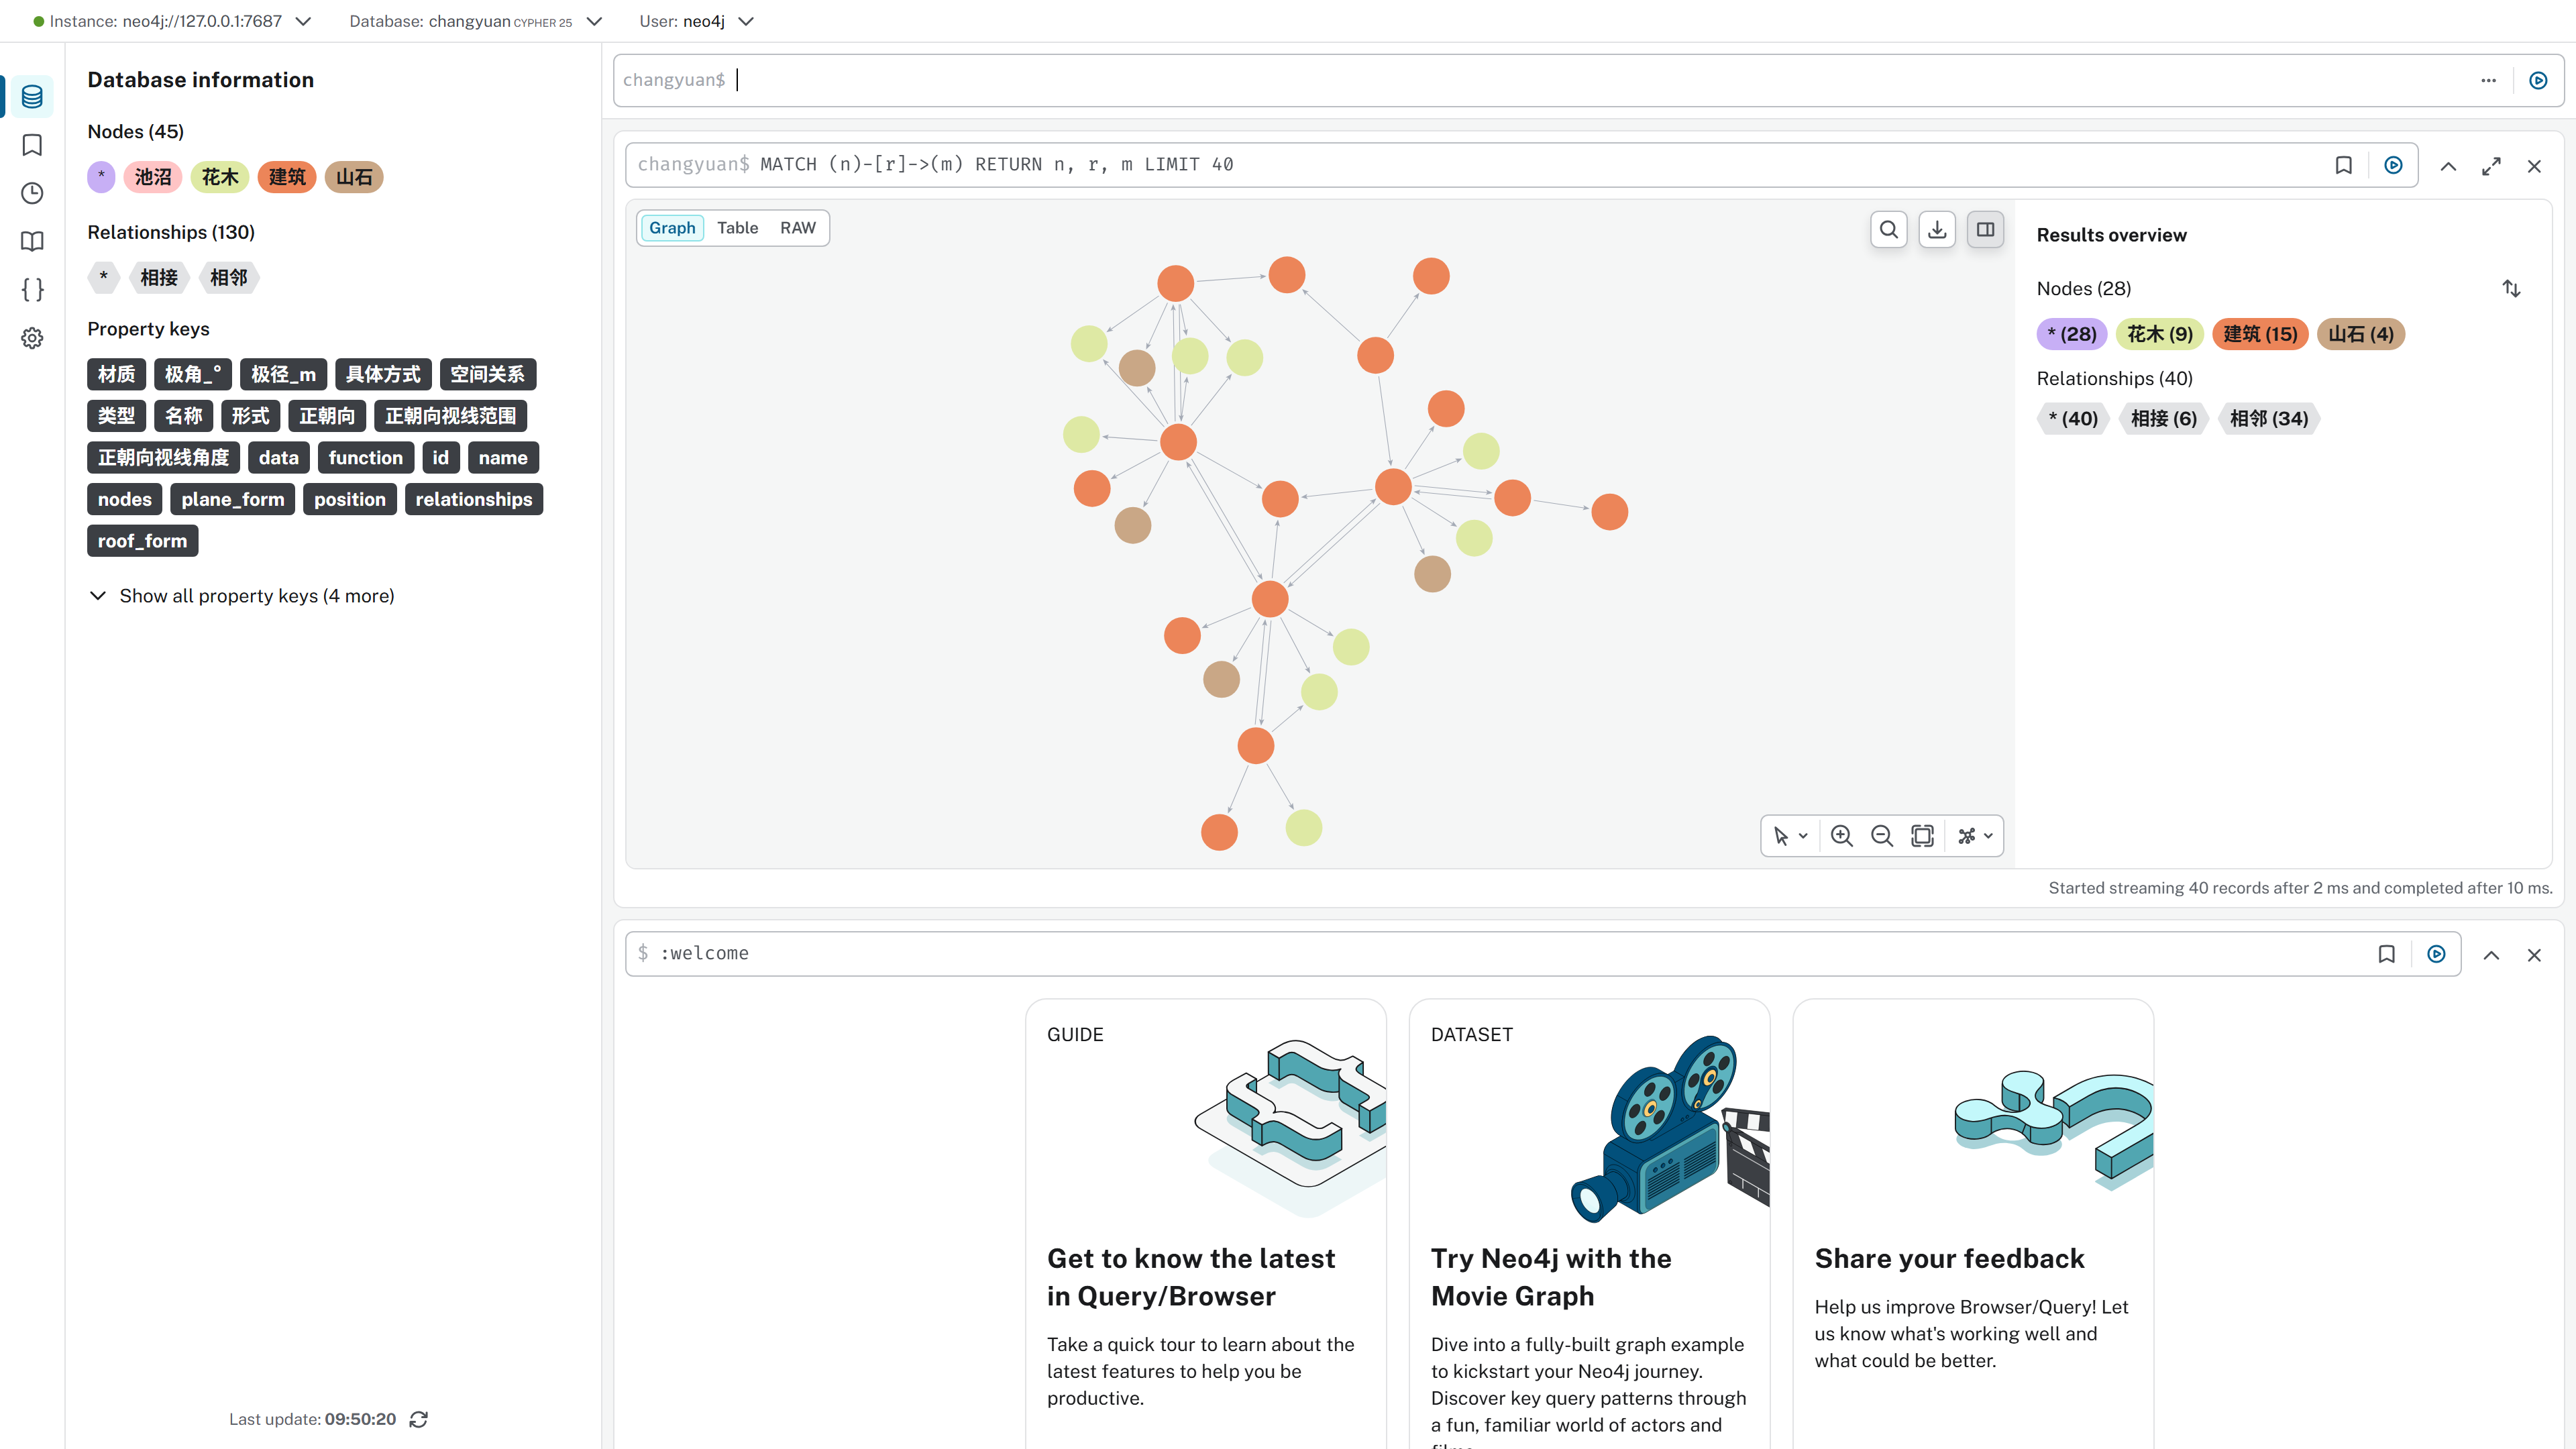 Instance: neo4j://127.0.0.1:7687 Database: changyuan CYPHER 25 User: neo4j
Database information
Nodes (45)
* 池沼 花木 建筑 山石
Relationships (130)
* 相接 相邻
Property keys
材质 极角_° 极径_m 具体方式 空间关系
类型 名称 形式 正朝向 正朝向视线范围
正朝向视线角度 data function id name
nodes plane_form position relationships
roof_form
Show all property keys (4 more)
Last update: 09:50:20
changyuan$
changyuan$ MATCH (n)-[r]->(m) RETURN n, r, m LIMIT 40
Graph Table RAW
Results overview
Nodes (28)
* (28) 花木 (9) 建筑 (15) 山石 (4)
Relationships (40)
* (40) 相接 (6) 相邻 (34)
Started streaming 40 records after 2 ms and completed after 10 ms.
$ :welcome
GUIDE
Get to know the latest
in Query/Browser
Take a quick tour to learn about the
latest features to help you be
productive.
DATASET
Try Neo4j with the
Movie Graph
Dive into a fully-built graph example
to kickstart your Neo4j journey.
Discover key query patterns through
a fun, familiar world of actors and
Share your feedback
Help us improve Browser/Query! Let
us know what's working well and
what could be better.